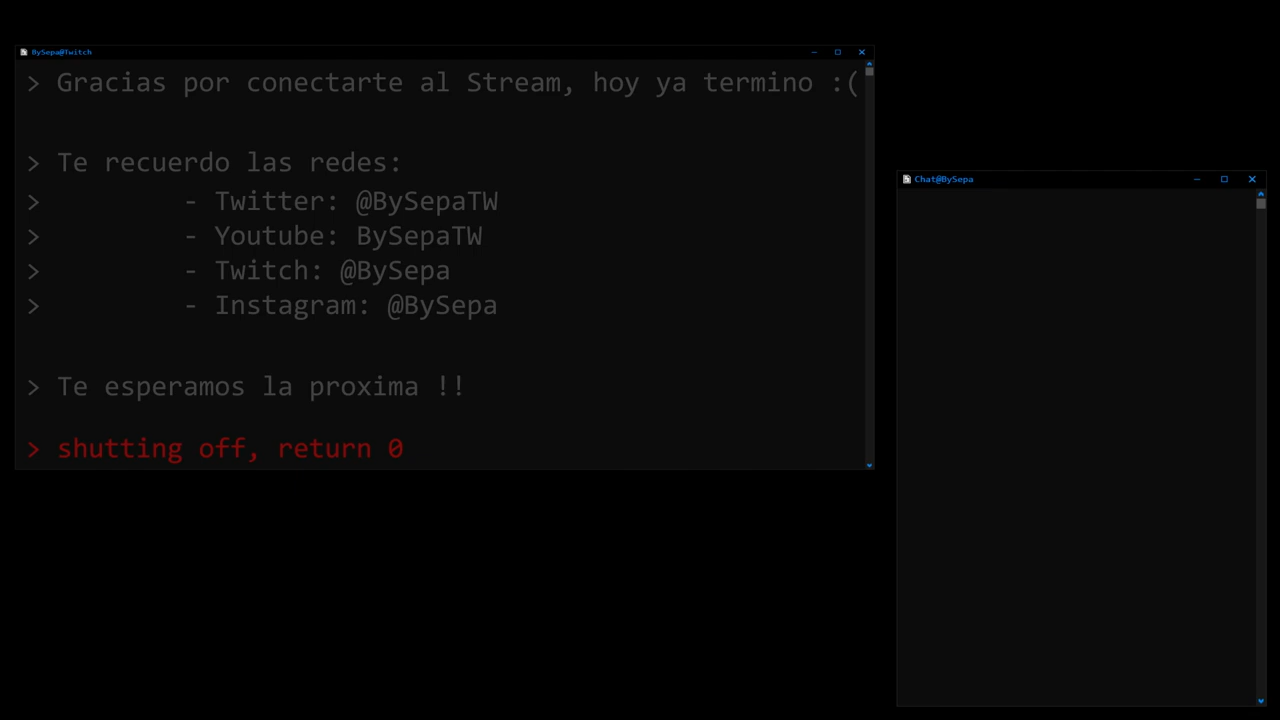 BySepa@Twitch
> Gracias por conectarte al Stream, hoy ya termino :(
> Te recuerdo las redes:
> - Twitter: @BySepaTW
> - Youtube: BySepaTW
> - Twitch: @BySepa
> - Instagram: @BySepa
> Te esperamos la proxima !!
> shutting off, return 0
Chat@BySepa